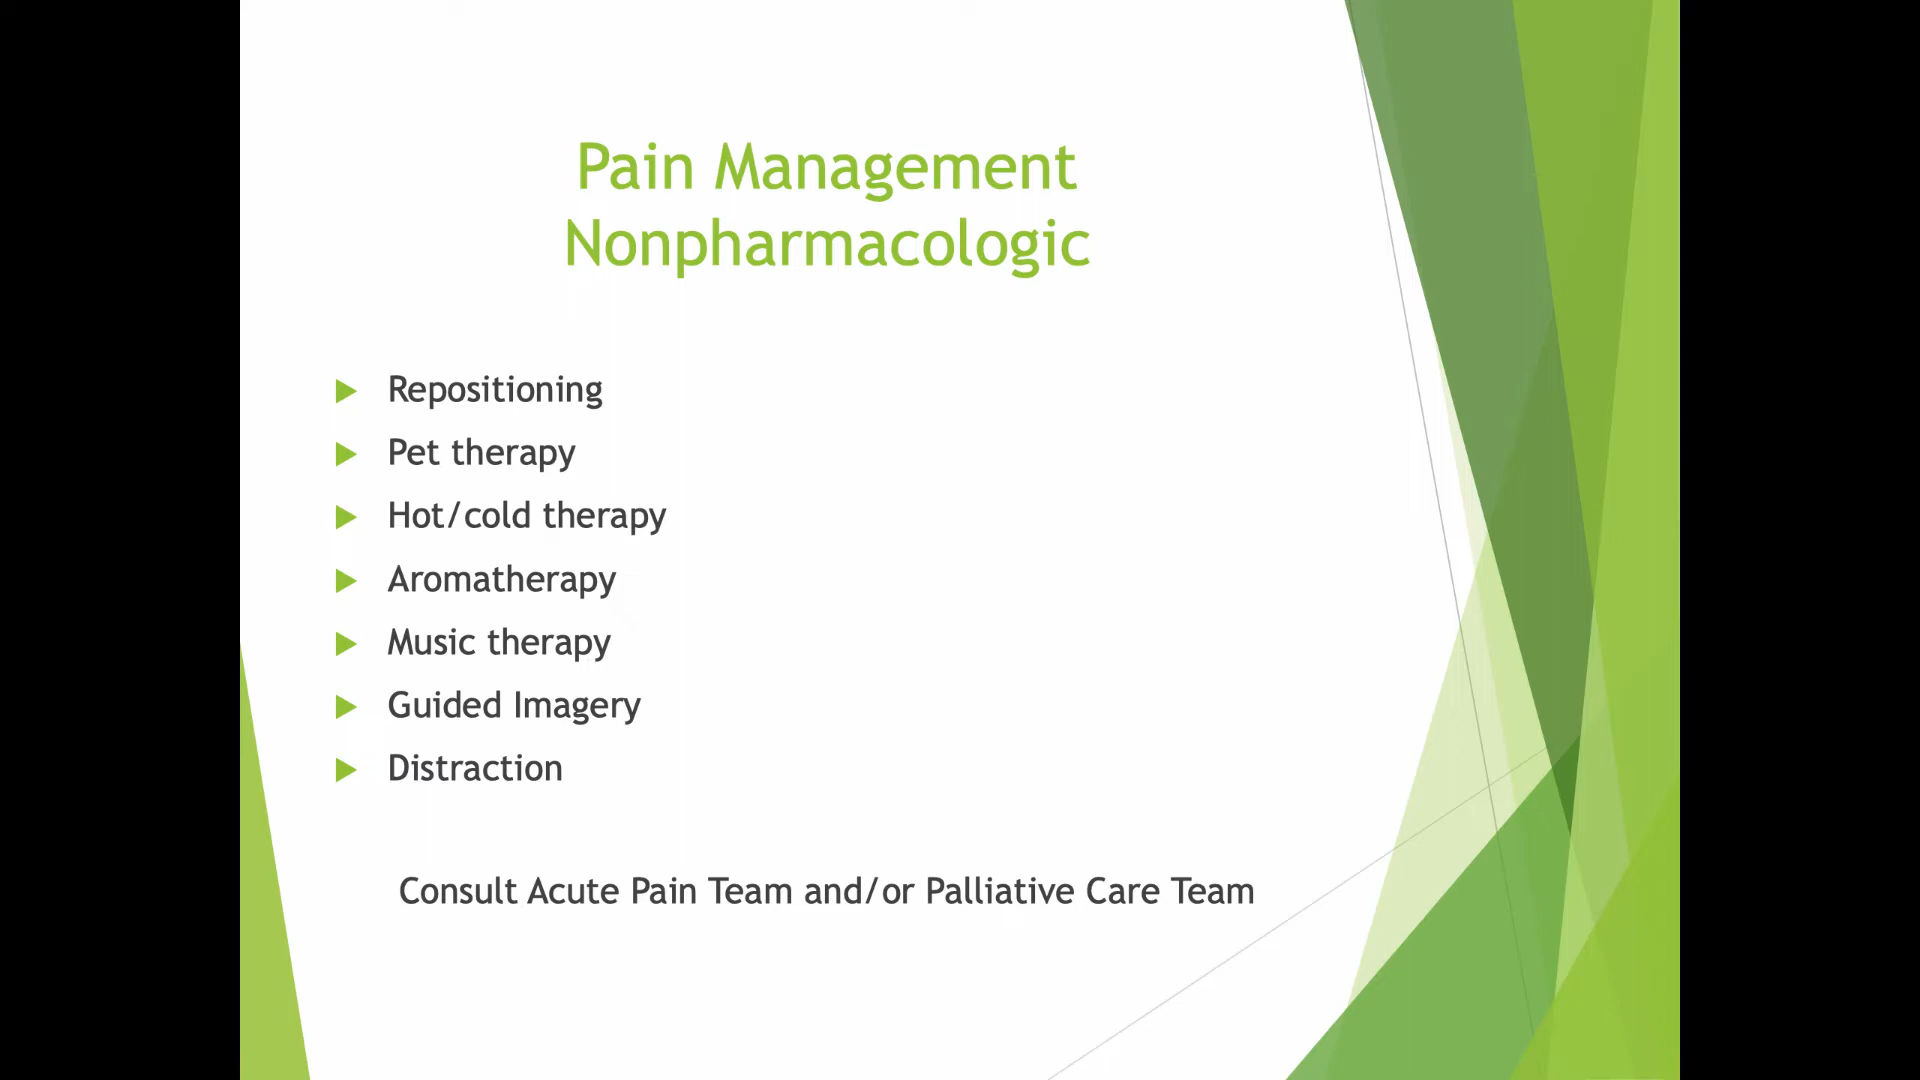 Pain Management
Nonpharmacologic
Repositioning
Pet therapy
Hot/cold therapy
Aromatherapy
Music therapy
Guided Imagery
Distraction
Consult Acute Pain Team and/or Palliative Care Team